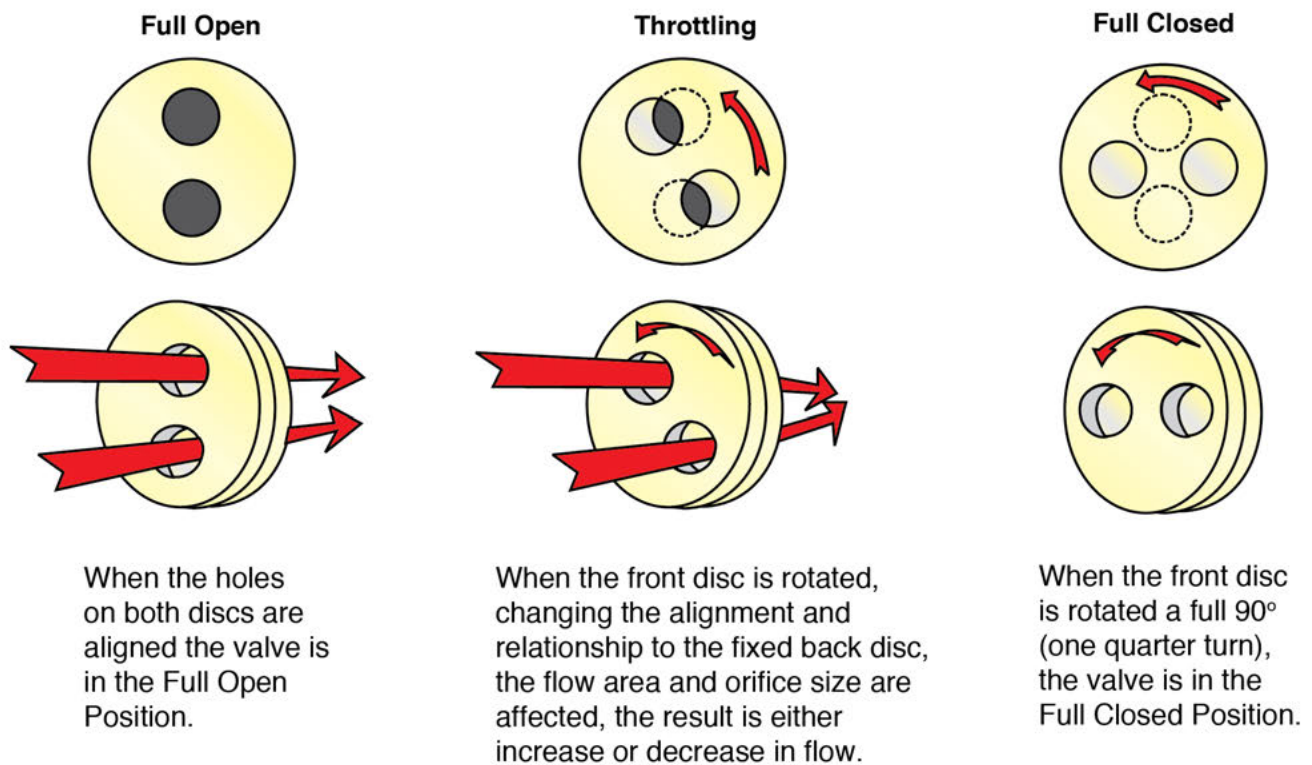 Full Open
Throttling
Full Closed
When the holes
on both discs are
aligned the valve is
in the Full Open
Position.
When the front disc is rotated,
changing the alignment and
relationship to the fixed back disc,
the flow area and orifice size are
affected, the result is either
increase or decrease in flow.
When the front disc
is rotated a full 90º
(one quarter turn),
the valve is in the
Full Closed Position.